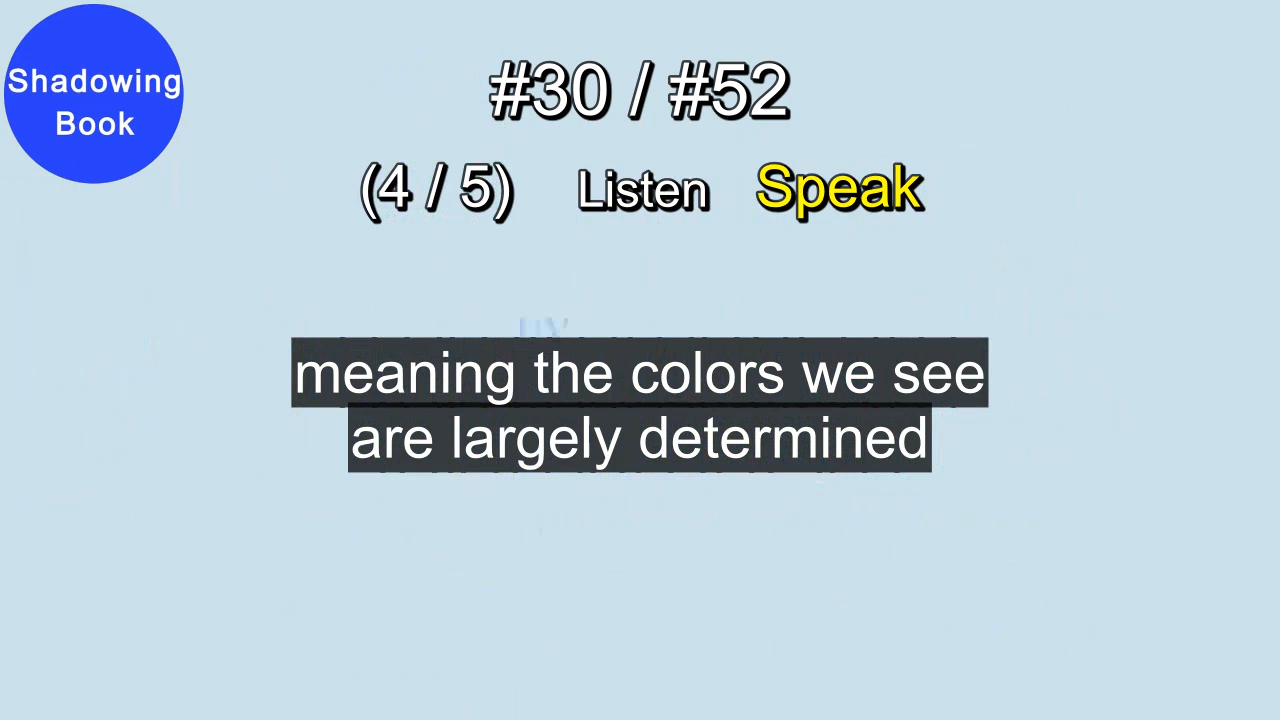 Shadowing
Book
#30 / #52
(4 / 5) Listen Speak
meaning the colors we see
are largely determined